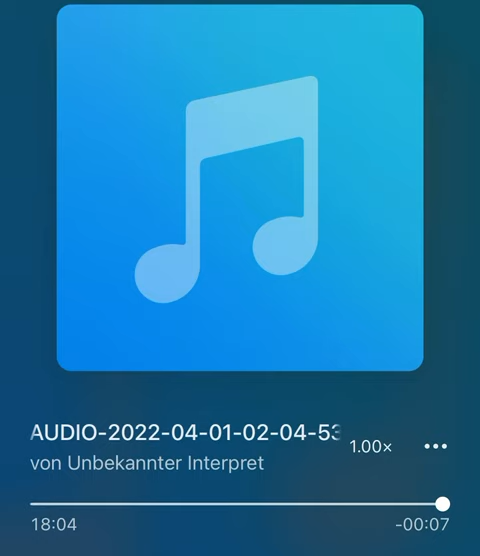 AUDIO-2022-04-01-02-04-53
1.00×
von Unbekannter Interpret
18:04
-00:07